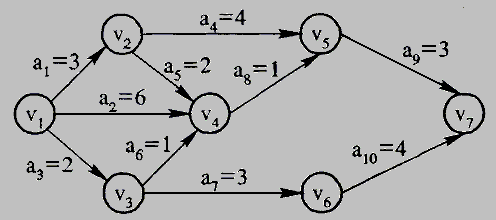 a₄=4
v₂
v₅
a₁=3
a₅=2
a₈=1
a₉=3
a₂=6
v₁
v₄
v₇
a₃=2
a₆=1
a₁₀=4
a₇=3
v₃
v₆